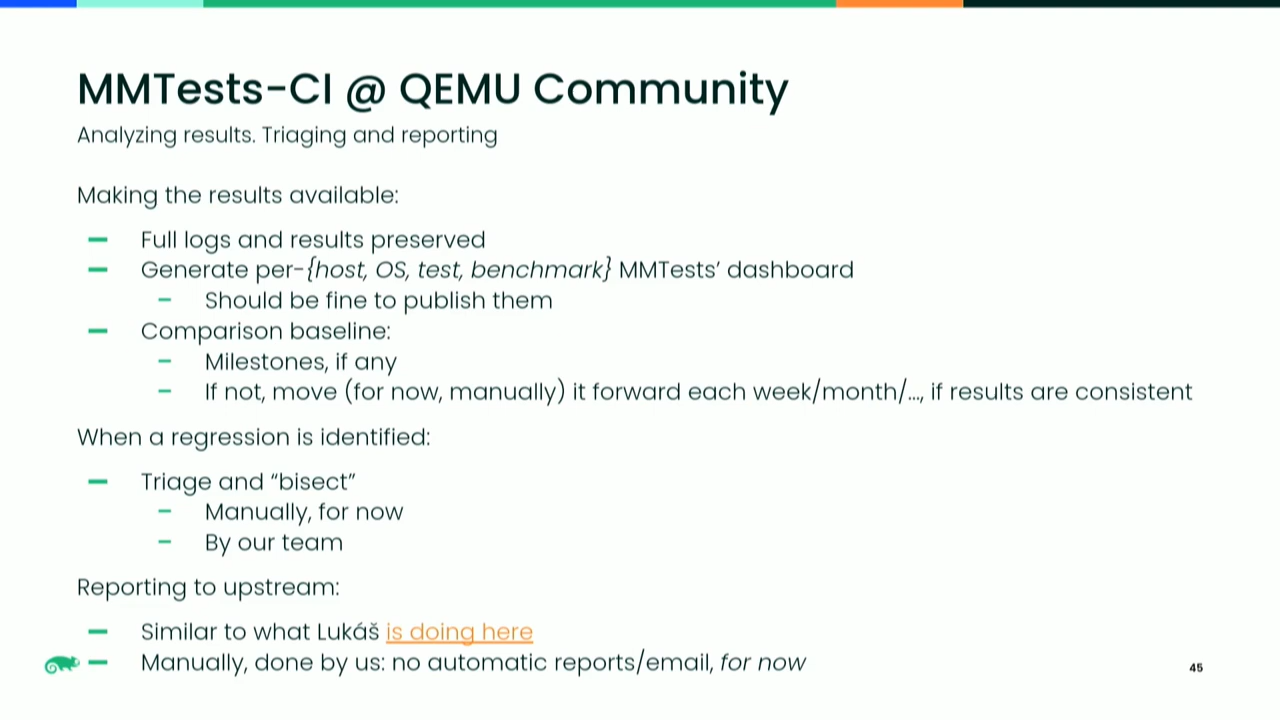 MMTests-CI @ QEMU Community
Analyzing results. Triaging and reporting
Making the results available:
Full logs and results preserved
Generate per-{host, OS, test, benchmark} MMTests’ dashboard
Should be fine to publish them
Comparison baseline:
Milestones, if any
If not, move (for now, manually) it forward each week/month/..., if results are consistent
When a regression is identified:
Triage and “bisect”
Manually, for now
By our team
Reporting to upstream:
Similar to what Lukáš is doing here
Manually, done by us: no automatic reports/email, for now
45